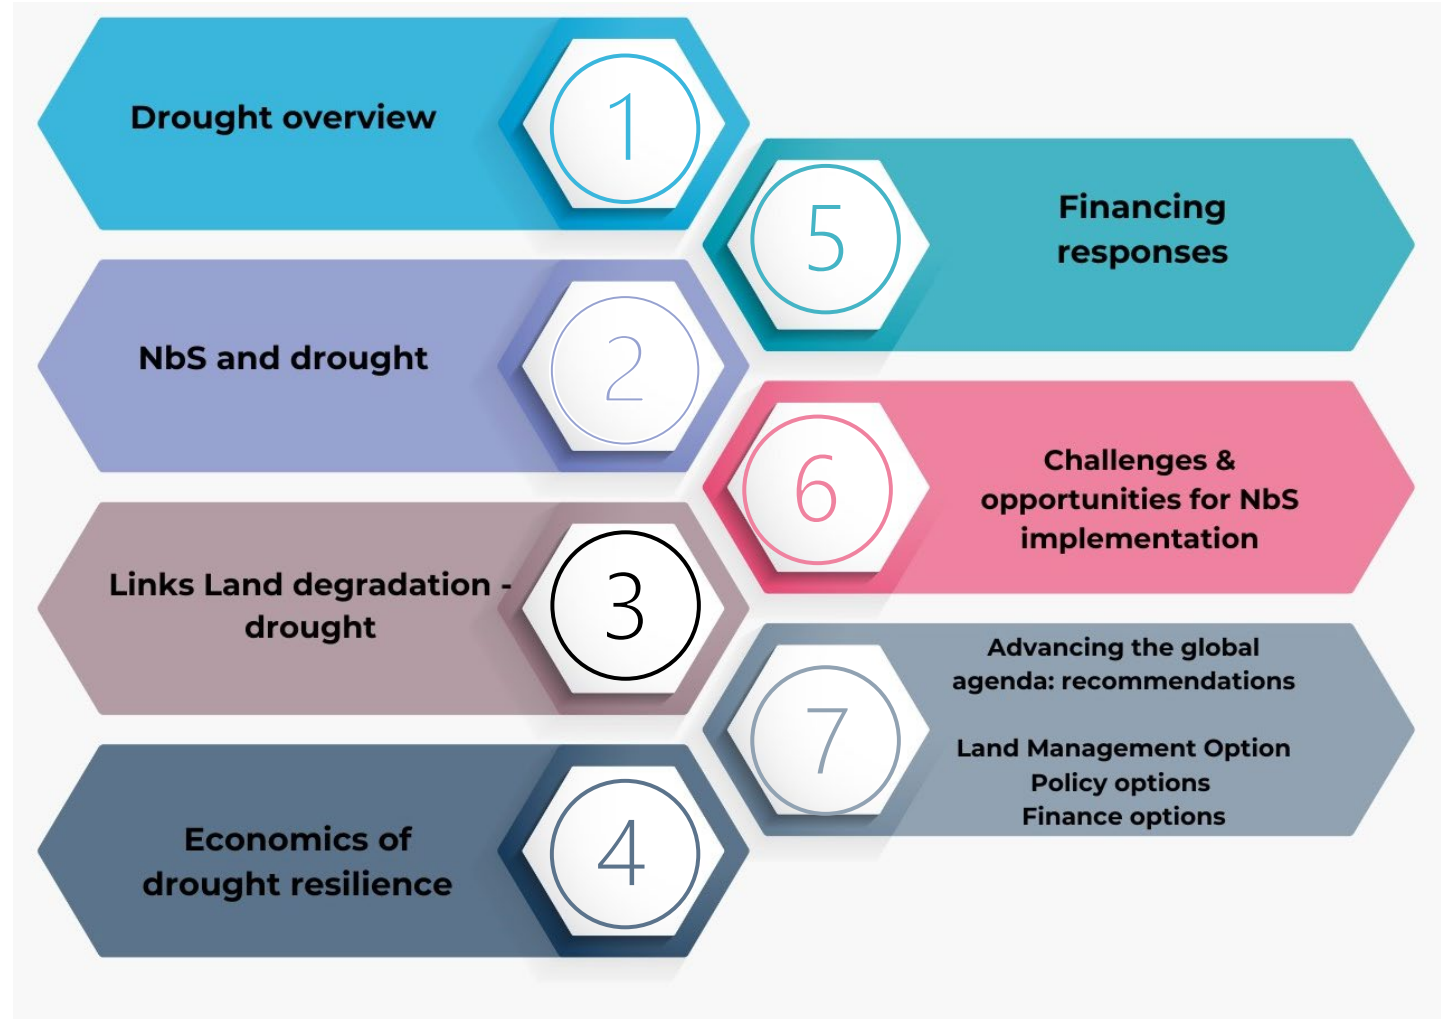 Drought overview
1
NbS and drought
2
Links Land degradation -
drought
3
Economics of
drought resilience
4
5
Financing
responses
6
Challenges &
opportunities for NbS
implementation
7
Advancing the global
agenda: recommendations
Land Management Option
Policy options
Finance options